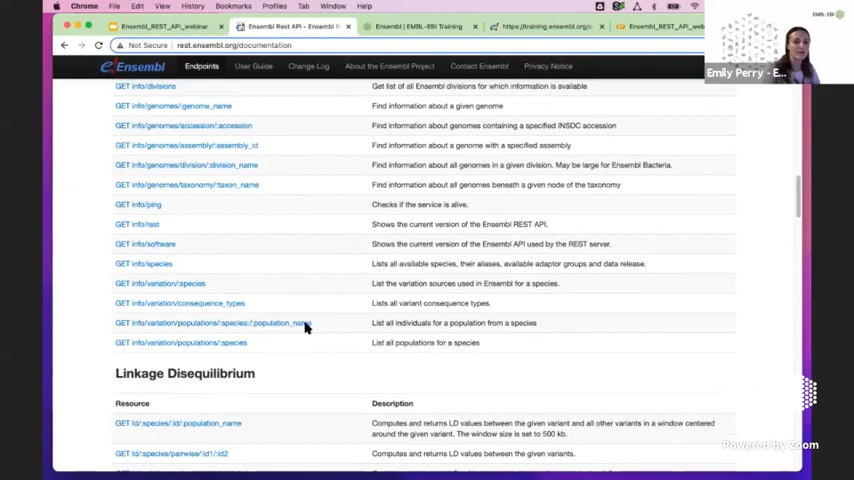 Chrome File Edit View History Bookmarks Profiles Tab Window Help
Ensembl_REST_API_webinar
Ensembl Rest API - Ensembl
Ensembl | EMBL-EBI Training
https://training.ensembl.org/
Ensembl_REST_API_web
EMBL-EBI
Not Secure | rest.ensembl.org/documentation
Ensembl Endpoints User Guide Change Log About the Ensembl Project Contact Ensembl Privacy Notice
Emily Perry - E...
GET info/divisions Get list of all Ensembl divisions for which information is available
GET info/genomes/:genome_name Find information about a given genome
GET info/genomes/accession/:accession Find information about genomes containing a specified INSDC accession
GET info/genomes/assembly/:assembly_id Find information about a genome with a specified assembly
GET info/genomes/division/:division_name Find information about all genomes in a given division. May be large for Ensembl Bacteria.
GET info/genomes/taxonomy/:taxon_name Find information about all genomes beneath a given node of the taxonomy
GET info/ping Checks if the service is alive.
GET info/rest Shows the current version of the Ensembl REST API.
GET info/software Shows the current version of the Ensembl API used by the REST server.
GET info/species Lists all available species, their aliases, available adaptor groups and data release.
GET info/variation/:species List the variation sources used in Ensembl for a species.
GET info/variation/consequence_types Lists all variant consequence types.
GET info/variation/populations/:species:/:population_name List all individuals for a population from a species
GET info/variation/populations/:species List all populations for a species
Linkage Disequilibrium
Resource Description
GET ld/:species/:id/:population_name Computes and returns LD values between the given variant and all other variants in a window centered
around the given variant. The window size is set to 500 kb.
GET ld/:species/pairwise/:id1/:id2 Computes and returns LD values between the given variants.
Powered by Zoom